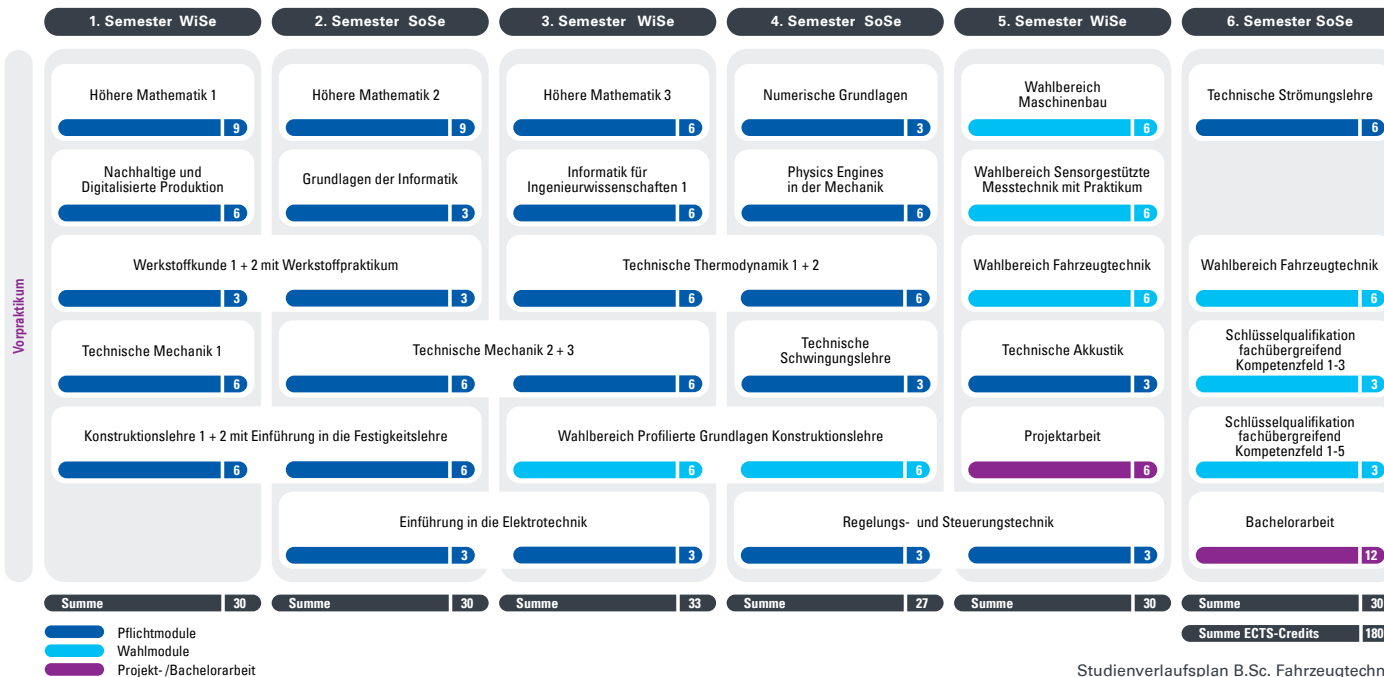 1. Semester WiSe
2. Semester SoSe
3. Semester WiSe
4. Semester SoSe
5. Semester WiSe
6. Semester SoSe
Vorpraktikum
Höhere Mathematik 1
9
Höhere Mathematik 2
9
Höhere Mathematik 3
6
Numerische Grundlagen
3
Wahlbereich
Maschinenbau
6
Technische Strömungslehre
6
Nachhaltige und
Digitalisierte Produktion
6
Grundlagen der Informatik
3
Informatik für
Ingenieurwissenschaften 1
6
Physics Engines
in der Mechanik
6
Wahlbereich Sensorgestützte
Messtechnik mit Praktikum
6
Werkstoffkunde 1 + 2 mit Werkstoffpraktikum
3
3
Technische Thermodynamik 1 + 2
6
6
Wahlbereich Fahrzeugtechnik
6
Wahlbereich Fahrzeugtechnik
6
Technische Mechanik 1
6
Technische Mechanik 2 + 3
6
6
Technische
Schwingungslehre
3
Technische Akkustik
3
Schlüsselqualifikation
fachübergreifend
Kompetenzfeld 1-3
3
Konstruktionslehre 1 + 2 mit Einführung in die Festigkeitslehre
6
6
Wahlbereich Profilierte Grundlagen Konstruktionslehre
6
6
Projektarbeit
6
Schlüsselqualifikation
fachübergreifend
Kompetenzfeld 1-5
3
Einführung in die Elektrotechnik
3
3
Regelungs- und Steuerungstechnik
3
3
Bachelorarbeit
12
Summe 30
Summe 30
Summe 33
Summe 27
Summe 30
Summe 30
Summe ECTS-Credits 180
Pflichtmodule
Wahlmodule
Projekt-/Bachelorarbeit
Studienverlaufsplan B.Sc. Fahrzeugtechn